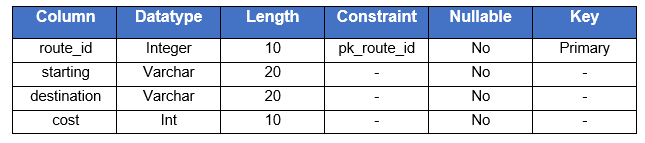 Column Datatype Length Constraint Nullable Key
route_id Integer 10 pk_route_id No Primary
starting Varchar 20 - No -
destination Varchar 20 - No -
cost Int 10 - No -